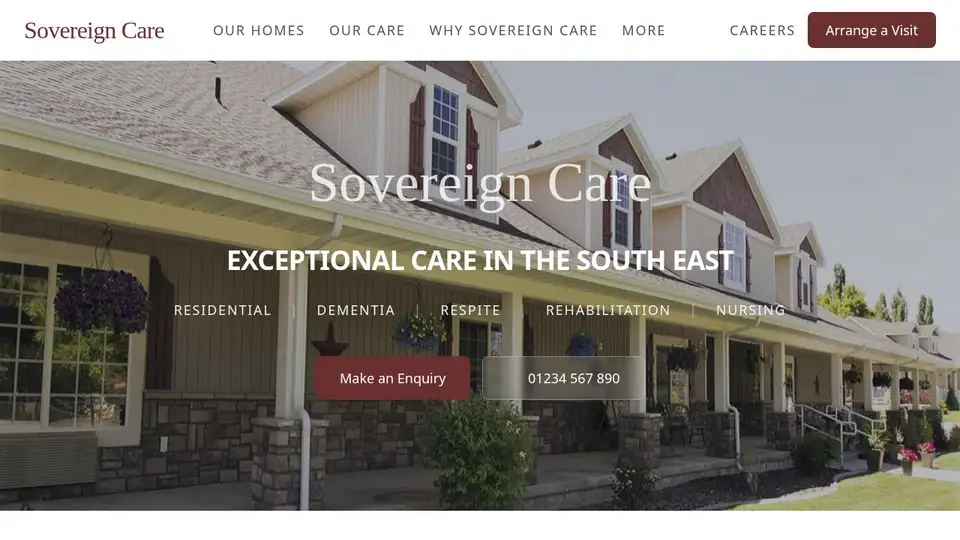 Sovereign Care
OUR HOMES
OUR CARE
WHY SOVEREIGN CARE
MORE
CAREERS
Arrange a Visit
Sovereign Care
EXCEPTIONAL CARE IN THE SOUTH EAST
RESIDENTIAL | DEMENTIA | RESPITE | REHABILITATION | NURSING
Make an Enquiry
01234 567 890